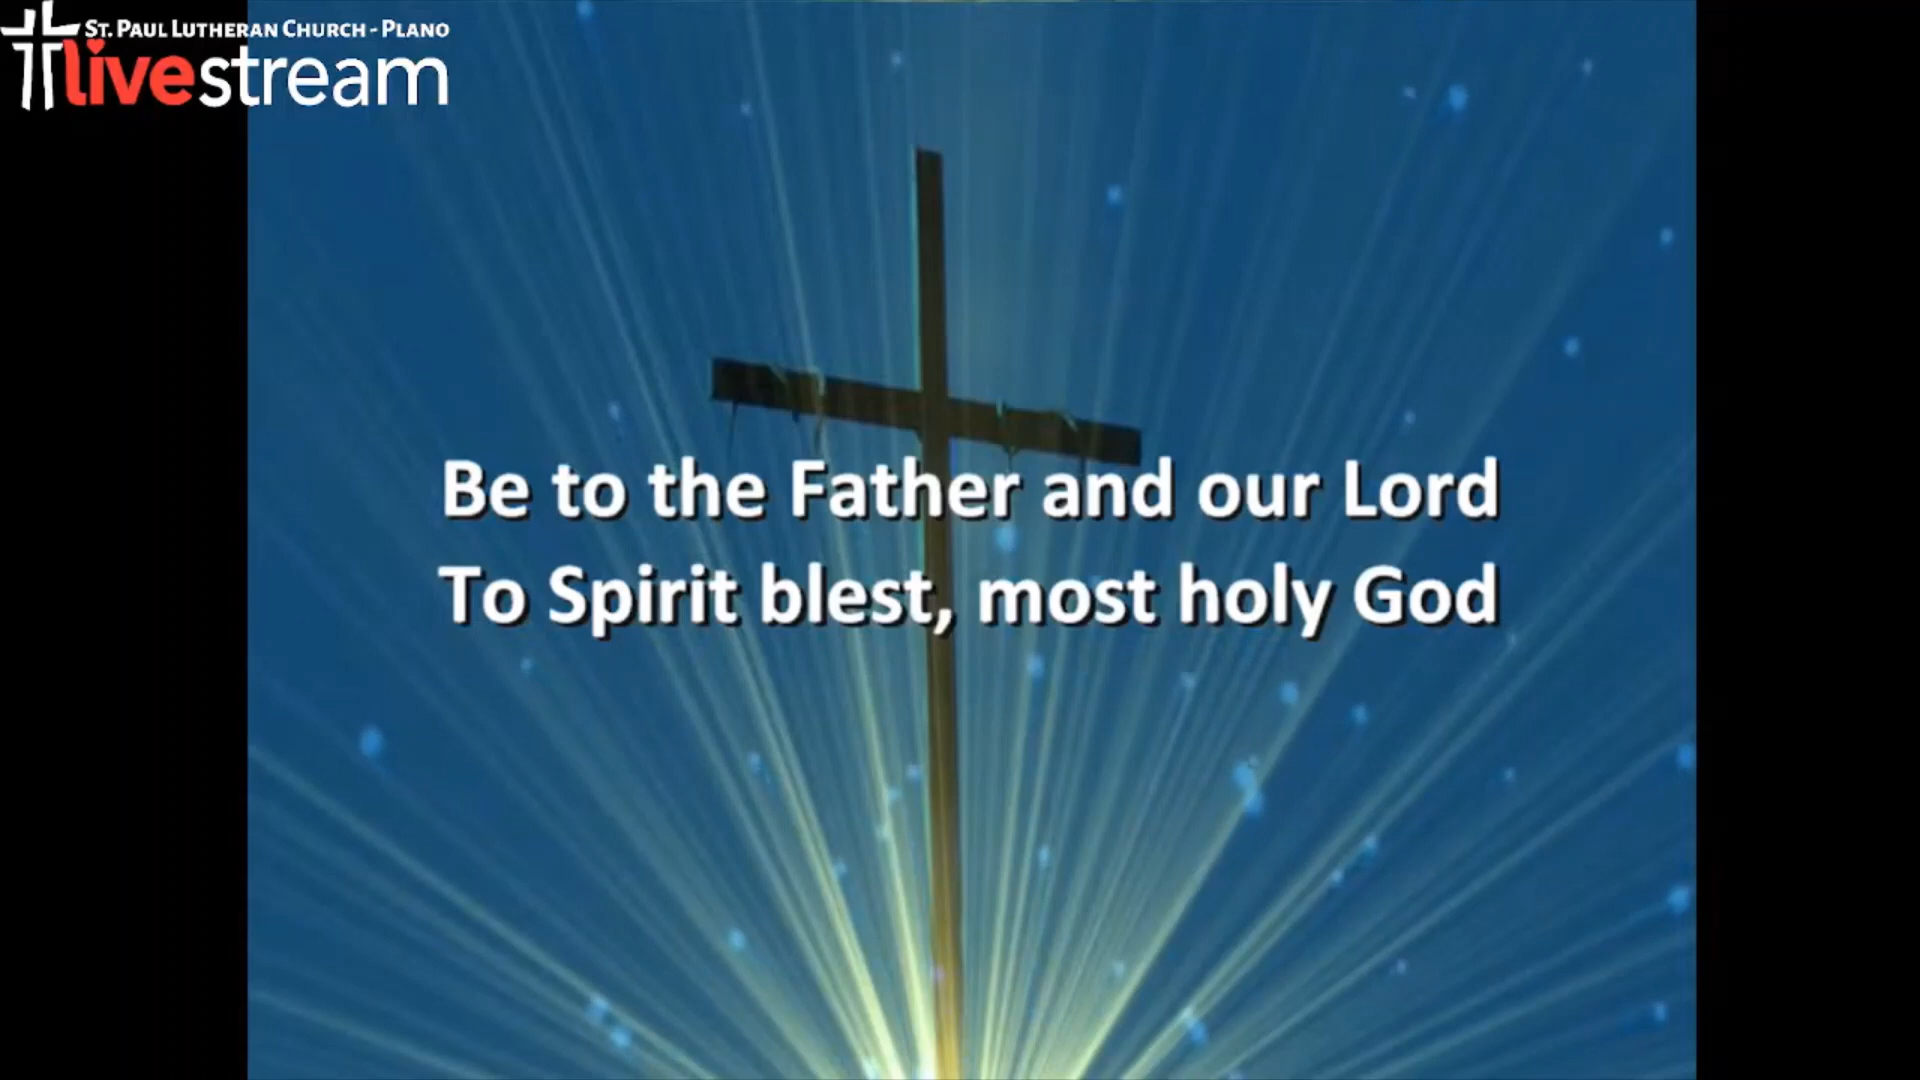 St. Paul Lutheran Church - Plano
livestream
Be to the Father and our Lord
To Spirit blest, most holy God